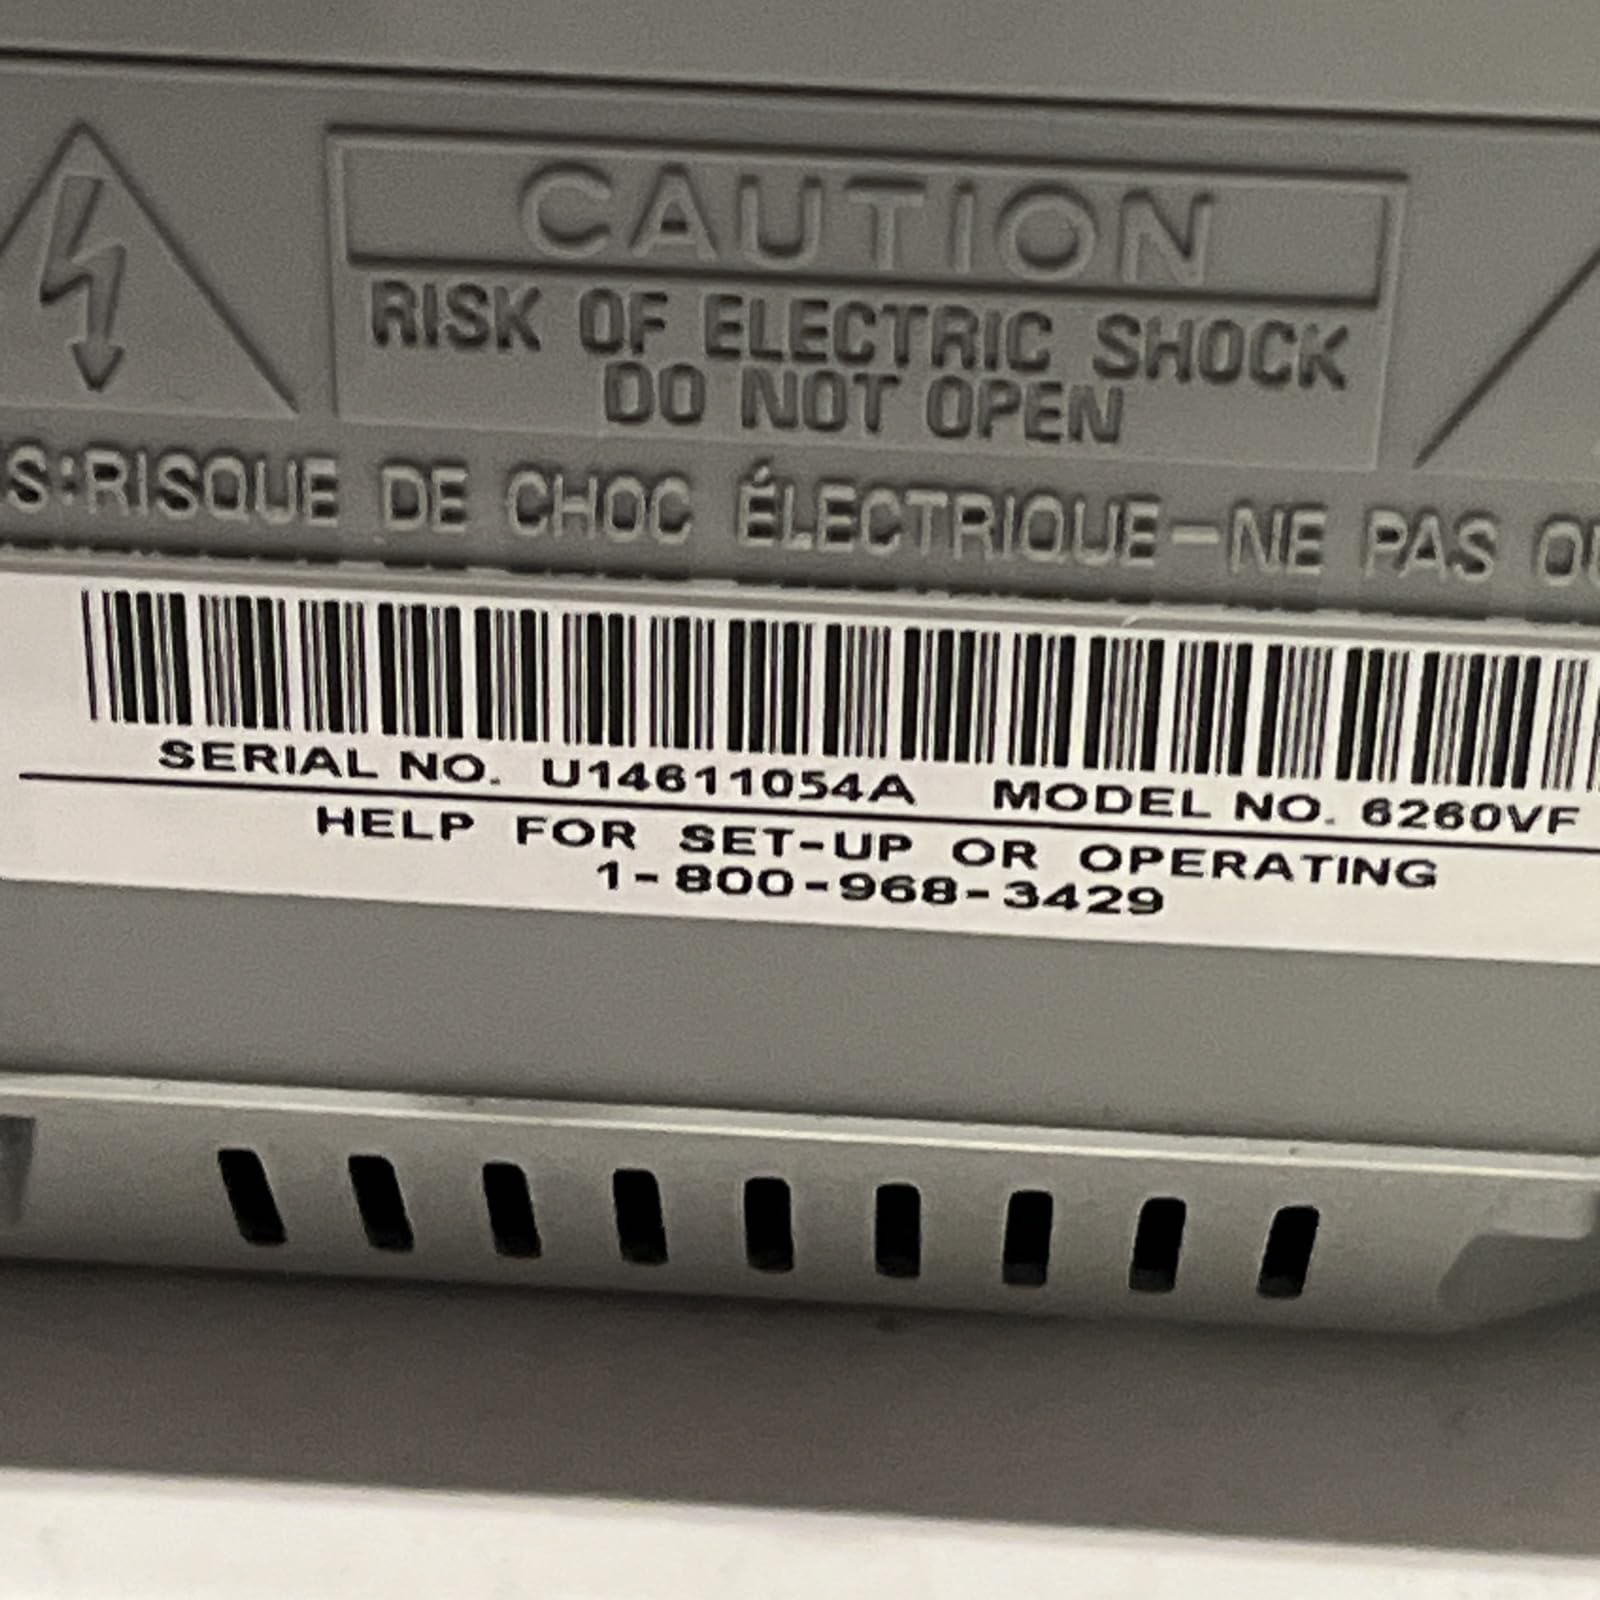 CAUTION
RISK OF ELECTRIC SHOCK
DO NOT OPEN
S:RISQUE DE CHOC ÉLECTRIQUE-NE PAS OU
SERIAL NO. U14611054A MODEL NO. 6260VF
HELP FOR SET-UP OR OPERATING
1-800-968-3429